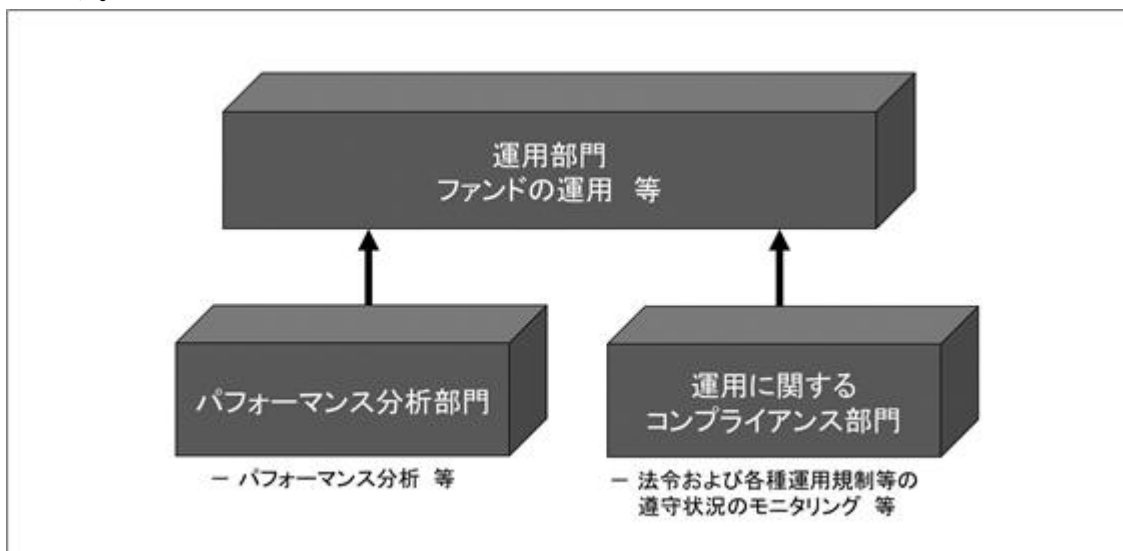 運用部門
ファンドの運用 等
パフォーマンス分析部門
－ パフォーマンス分析 等
運用に関する
コンプライアンス部門
－ 法令および各種運用規制等の
遵守状況のモニタリング 等